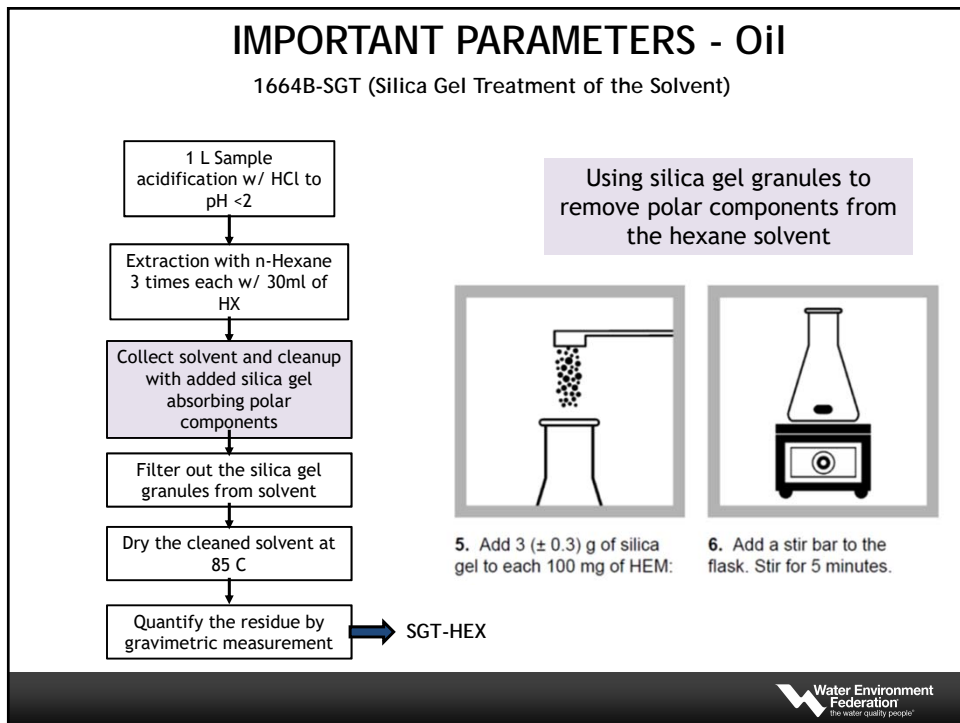 IMPORTANT PARAMETERS - Oil
1664B-SGT (Silica Gel Treatment of the Solvent)
1 L Sample
acidification w/ HCl to
pH <2
Extraction with n-Hexane
3 times each w/ 30ml of
HX
Collect solvent and cleanup
with added silica gel
absorbing polar
components
Filter out the silica gel
granules from solvent
Dry the cleaned solvent at
85 C
Quantify the residue by
gravimetric measurement
SGT-HEX
Using silica gel granules to
remove polar components from
the hexane solvent
5. Add 3 (± 0.3) g of silica
gel to each 100 mg of HEM:
6. Add a stir bar to the
flask. Stir for 5 minutes.
Water Environment
Federation
the water quality people®